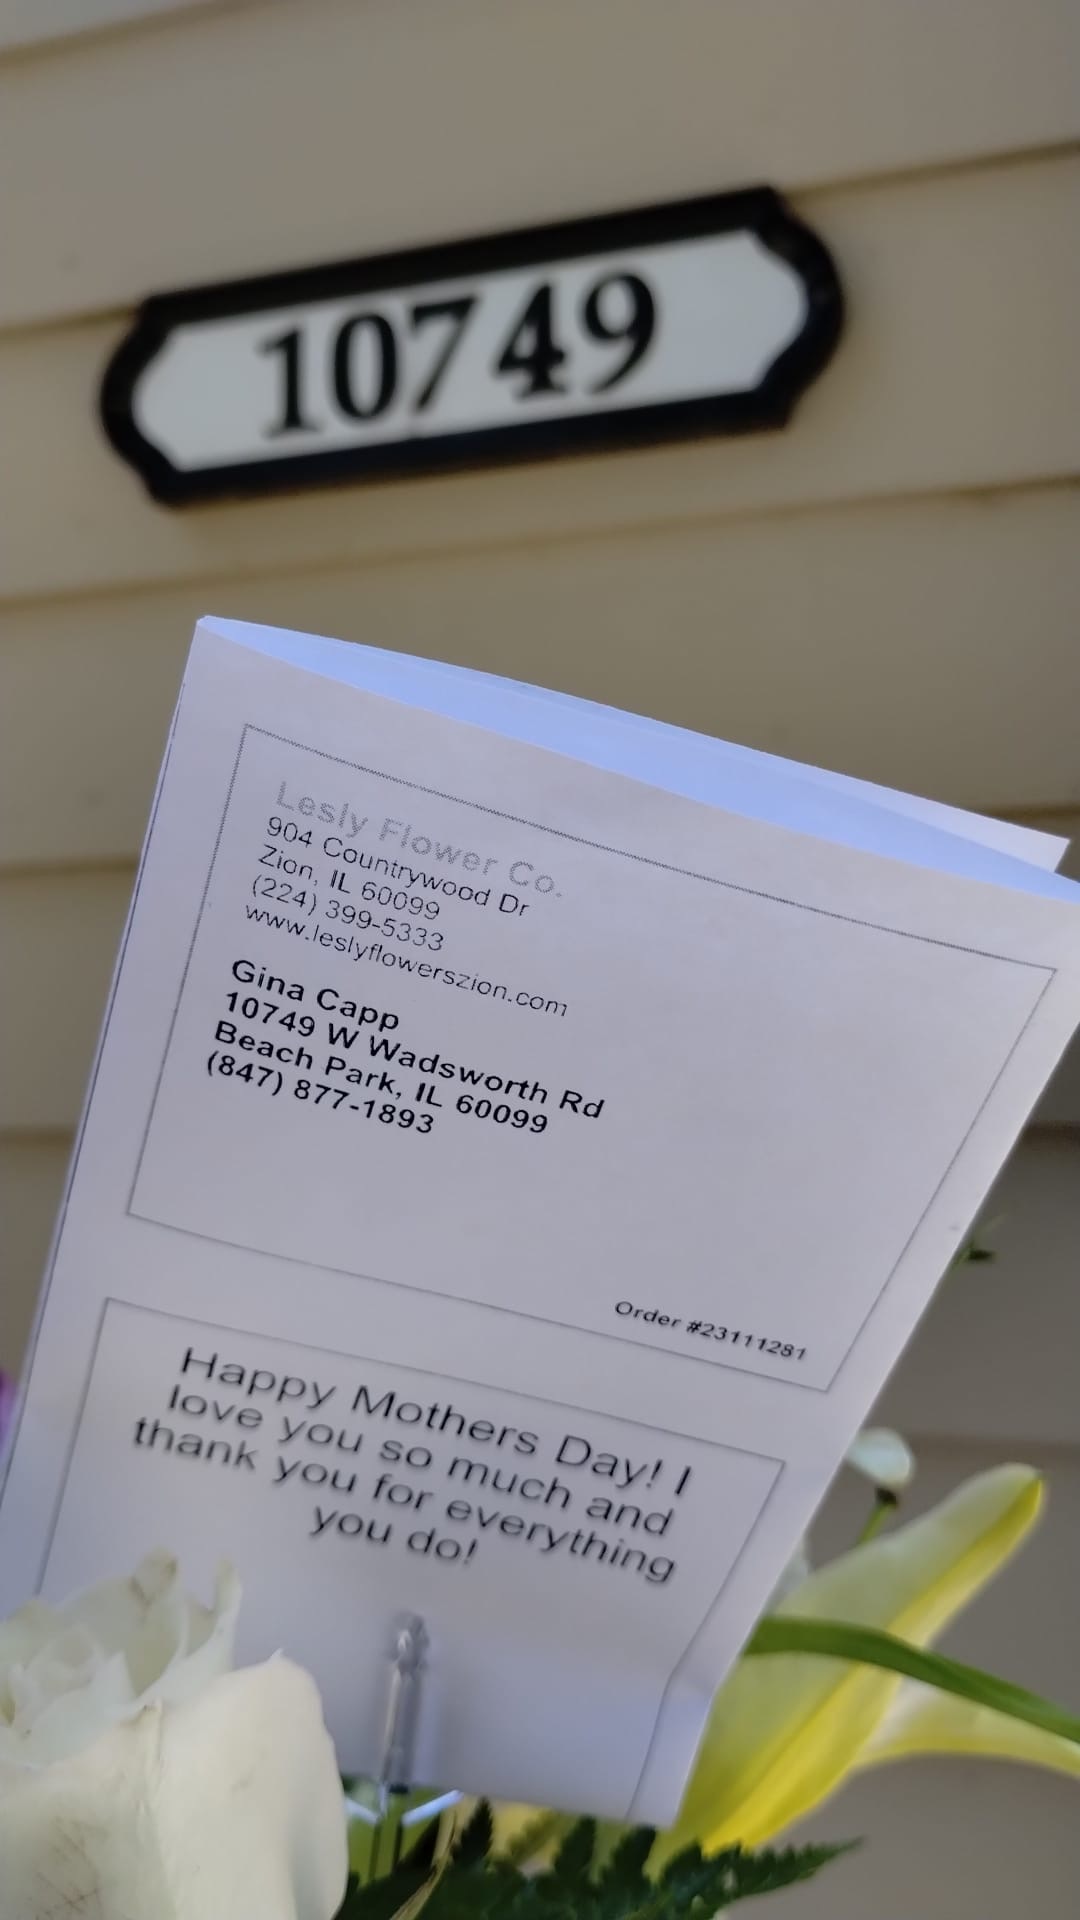 10749
Lesly Flower Co.
904 Countrywood Dr
Zion, IL 60099
(224) 399-5333
www.leslyflowerszion.com
Gina Capp
10749 W Wadsworth Rd
Beach Park, IL 60099
(847) 877-1893
Order #23111281
Happy Mothers Day! I
love you so much and
thank you for everything
you do!